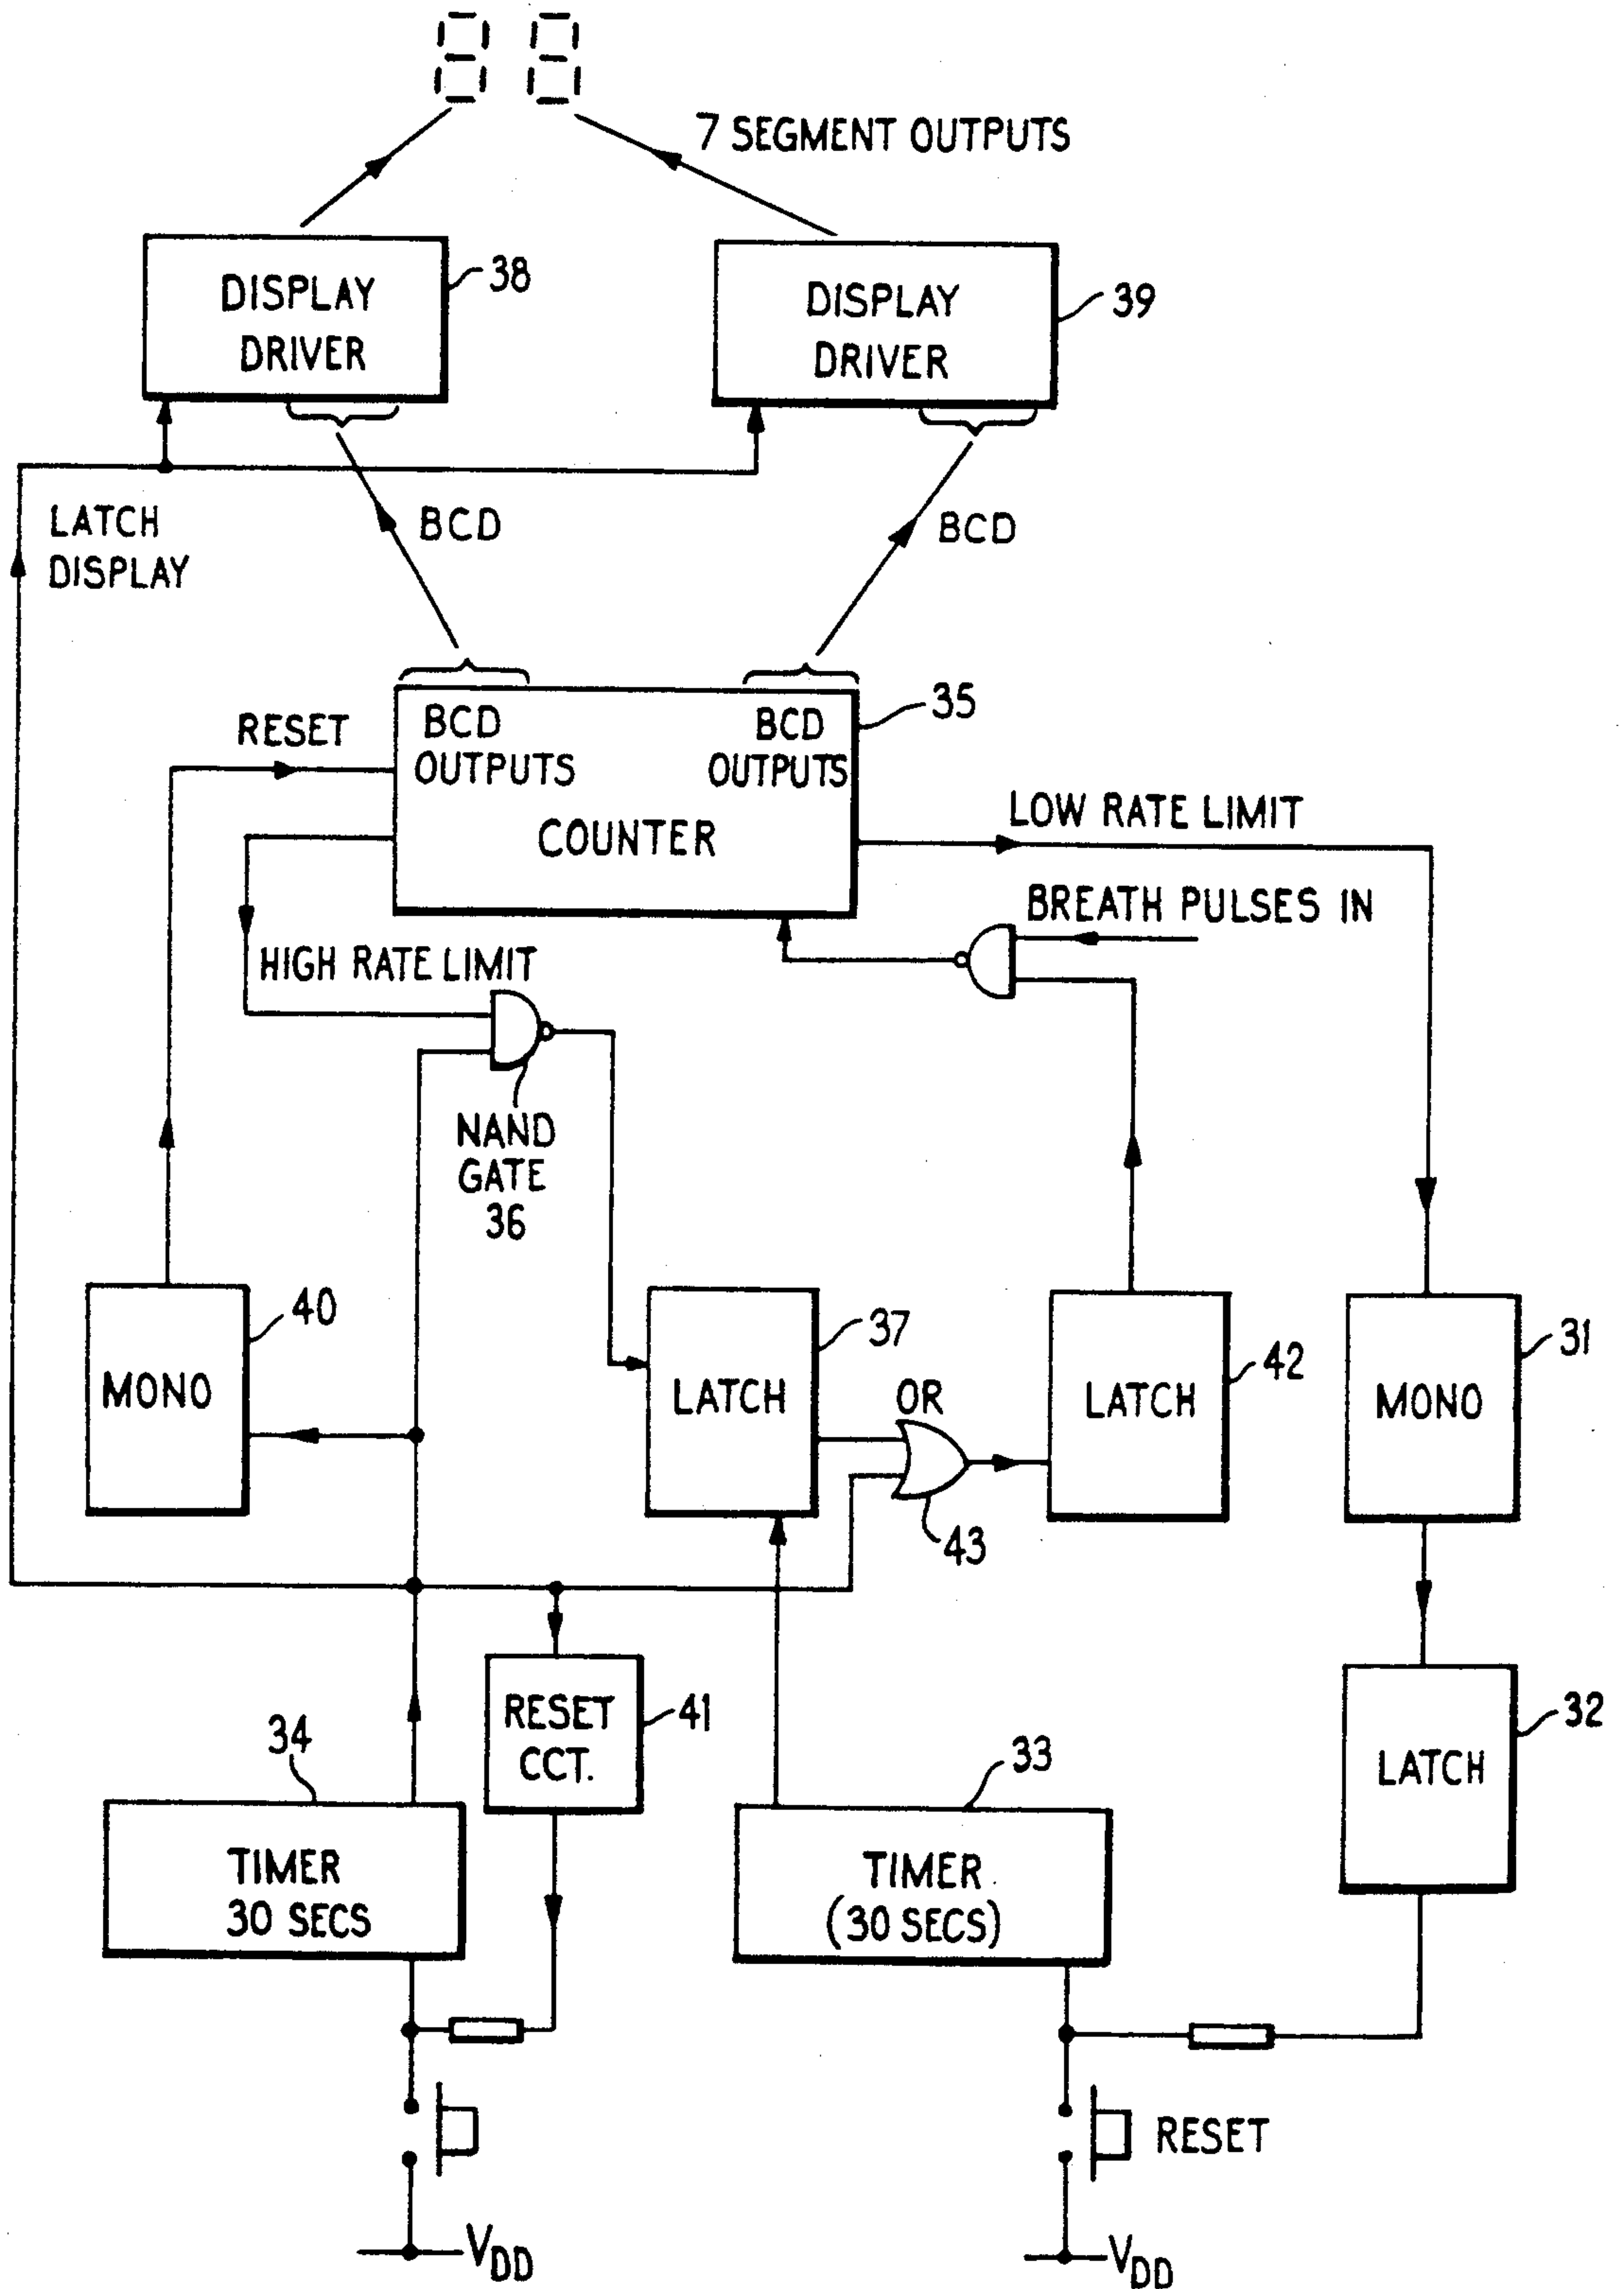 7 SEGMENT OUTPUTS
DISPLAY
DRIVER
38
DISPLAY
DRIVER
39
LATCH
DISPLAY
BCD
BCD
RESET
BCD
OUTPUTS
BCD
OUTPUTS
COUNTER
35
LOW RATE LIMIT
BREATH PULSES IN
HIGH RATE LIMIT
NAND
GATE
36
MONO
40
LATCH
37
OR
43
LATCH
42
MONO
31
RESET
CCT.
41
LATCH
32
34
TIMER
30 SECS
33
TIMER
(30 SECS)
RESET
VDD
VDD